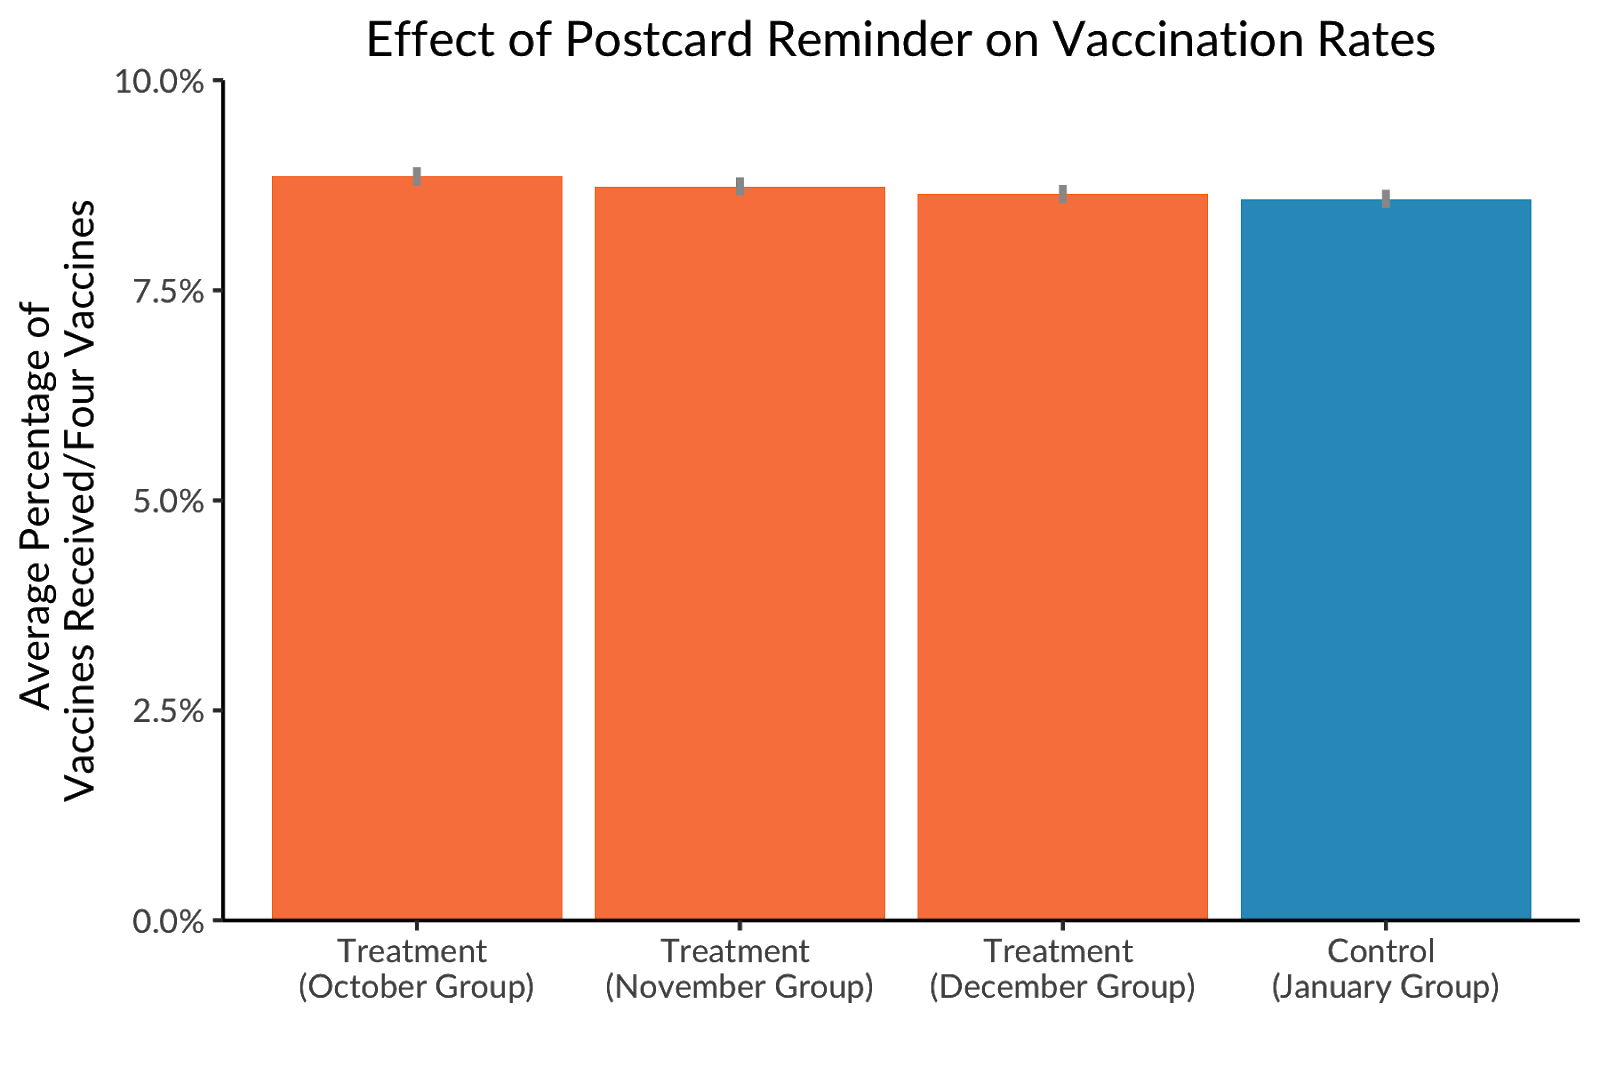 Effect of Postcard Reminder on Vaccination Rates
Average Percentage of
Vaccines Received/Four Vaccines
10.0%
7.5%
5.0%
2.5%
0.0%
Treatment
(October Group)
Treatment
(November Group)
Treatment
(December Group)
Control
(January Group)